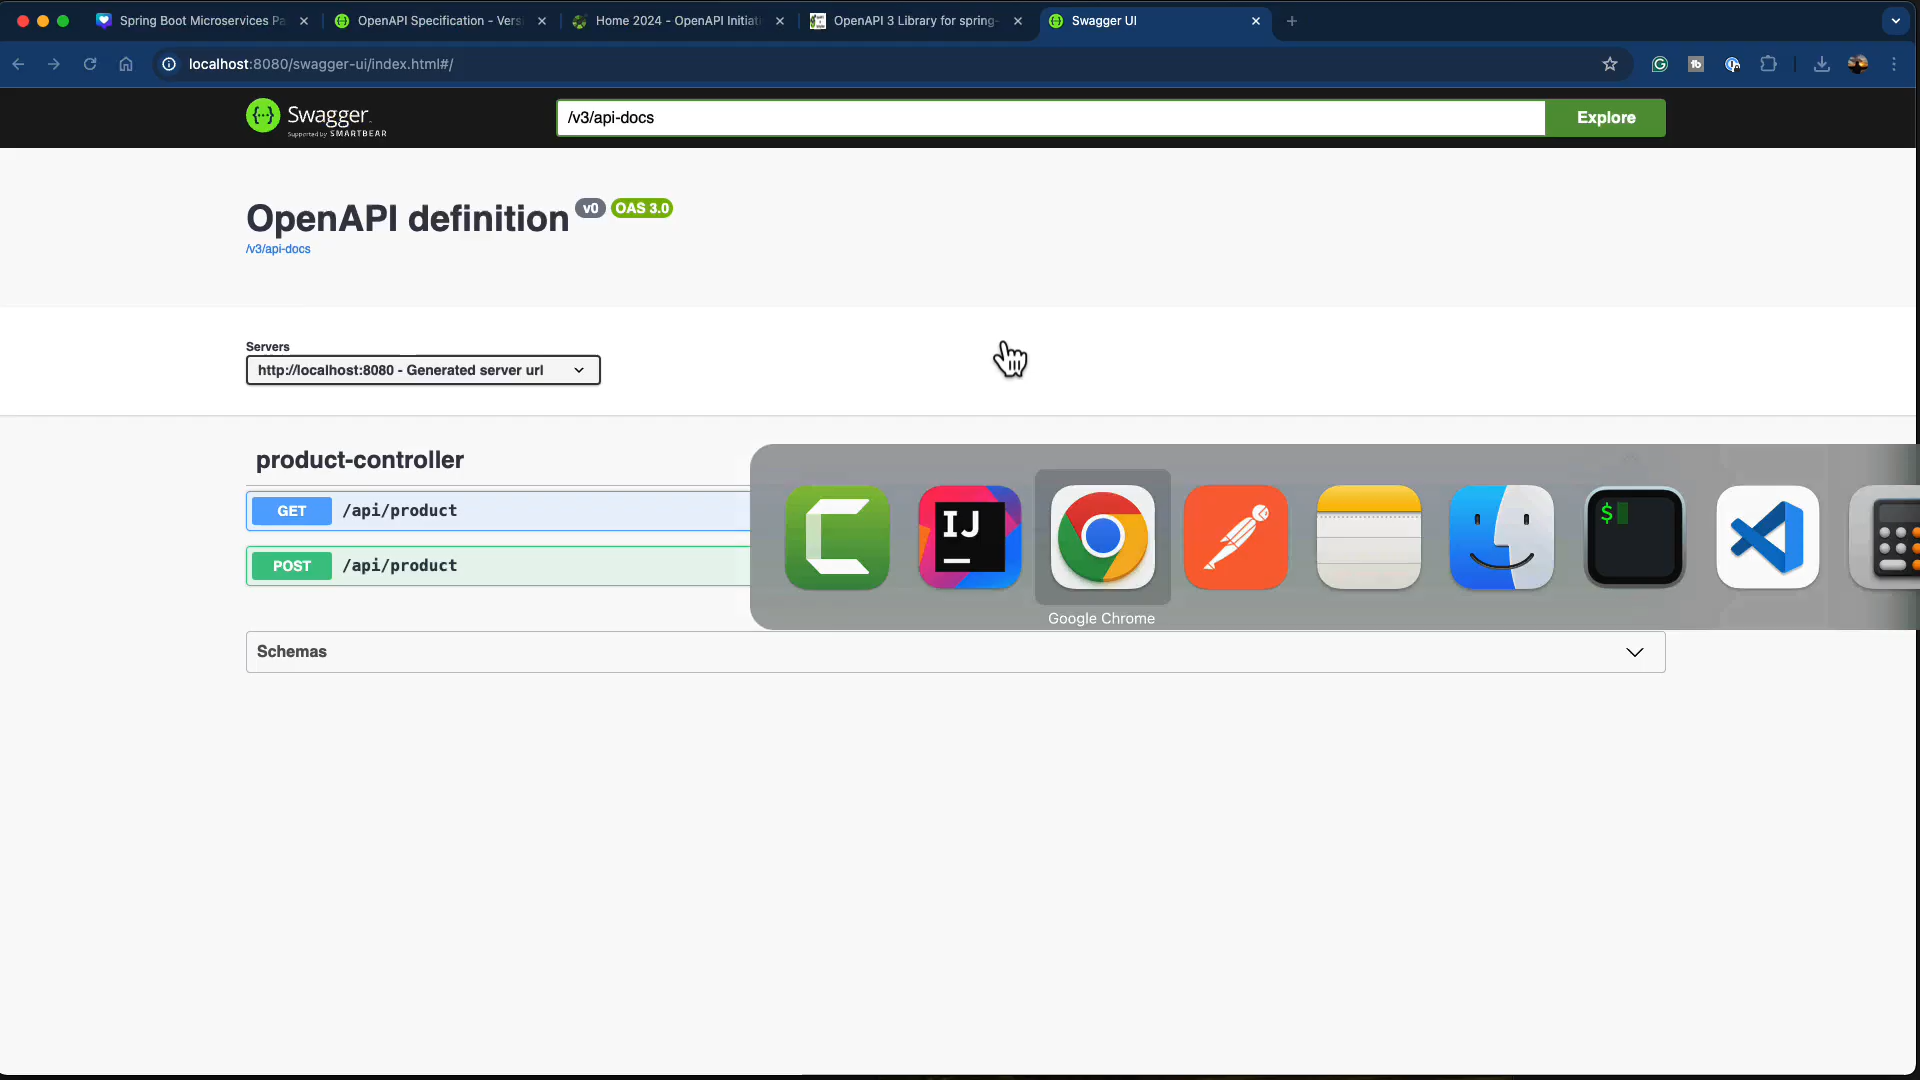 Spring Boot Microservices Pa
OpenAPI Specification - Vers
Home 2024 - OpenAPI Initiati
OpenAPI 3 Library for spring-
Swagger UI
localhost:8080/swagger-ui/index.html#/
Swagger
Supported by SMARTBEAR
/v3/api-docs
Explore
OpenAPI definition v0 OAS 3.0
/v3/api-docs
Servers
http://localhost:8080 - Generated server url
product-controller
GET /api/product
POST /api/product
IJ
$
Google Chrome
Schemas